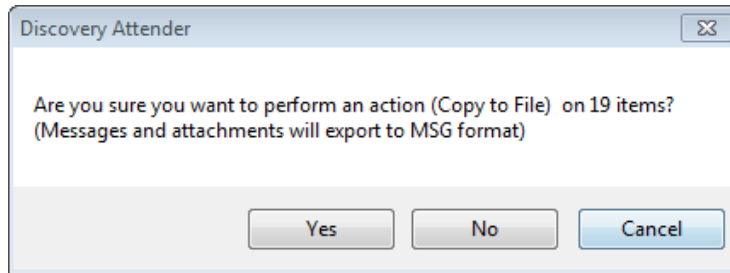 Discovery Attender
Are you sure you want to perform an action (Copy to File)  on 19 items?
(Messages and attachments will export to MSG format)
Yes No Cancel